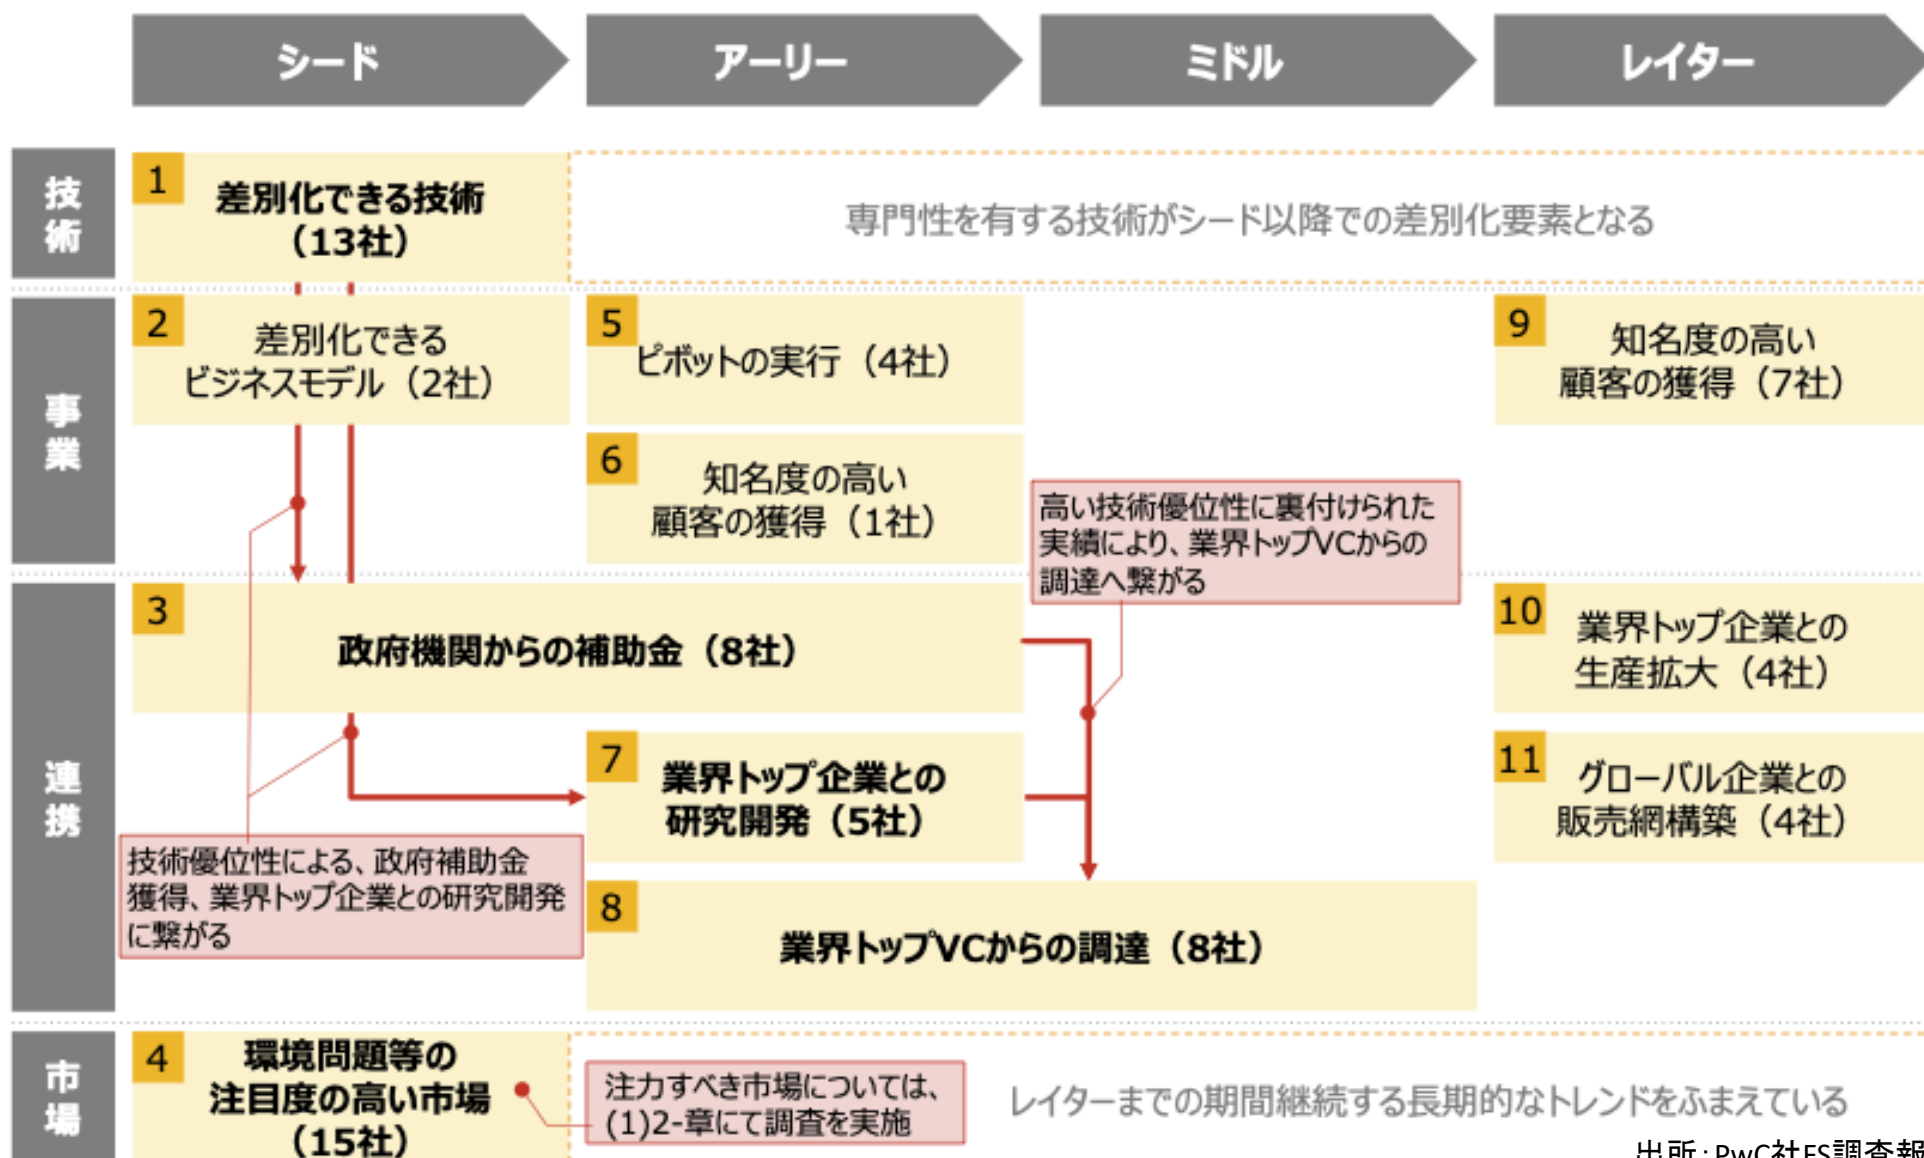 シード
アーリー
ミドル
レイター
技術
1
差別化できる技術
（13社）
専門性を有する技術がシード以降での差別化要素となる
事業
2
差別化できる
ビジネスモデル（2社）
5
ピボットの実行（4社）
9
知名度の高い
顧客の獲得（7社）
6
知名度の高い
顧客の獲得（1社）
高い技術優位性に裏付けられた
実績により、業界トップVCからの
調達へ繋がる
連携
3
政府機関からの補助金（8社）
10
業界トップ企業との
生産拡大（4社）
7
業界トップ企業との
研究開発（5社）
11
グローバル企業との
販売網構築（4社）
技術優位性による、政府補助金
獲得、業界トップ企業との研究開発
に繋がる
8
業界トップVCからの調達（8社）
市場
4
環境問題等の
注目度の高い市場
（15社）
注力すべき市場については、
(1)2-章にて調査を実施
レイターまでの期間継続する長期的なトレンドをふまえている
出所：PwC社FS調査報